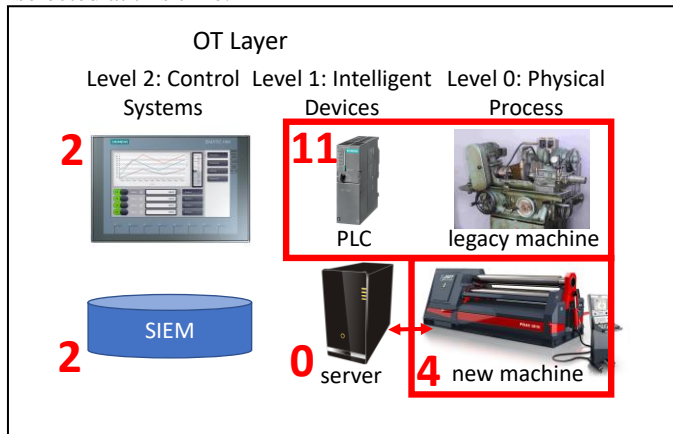 OT Layer
Level 2: Control Systems
Level 1: Intelligent Devices
Level 0: Physical Process
2
11
SIEMENS
PLC
legacy machine
2
SIEM
0
server
4
new machine